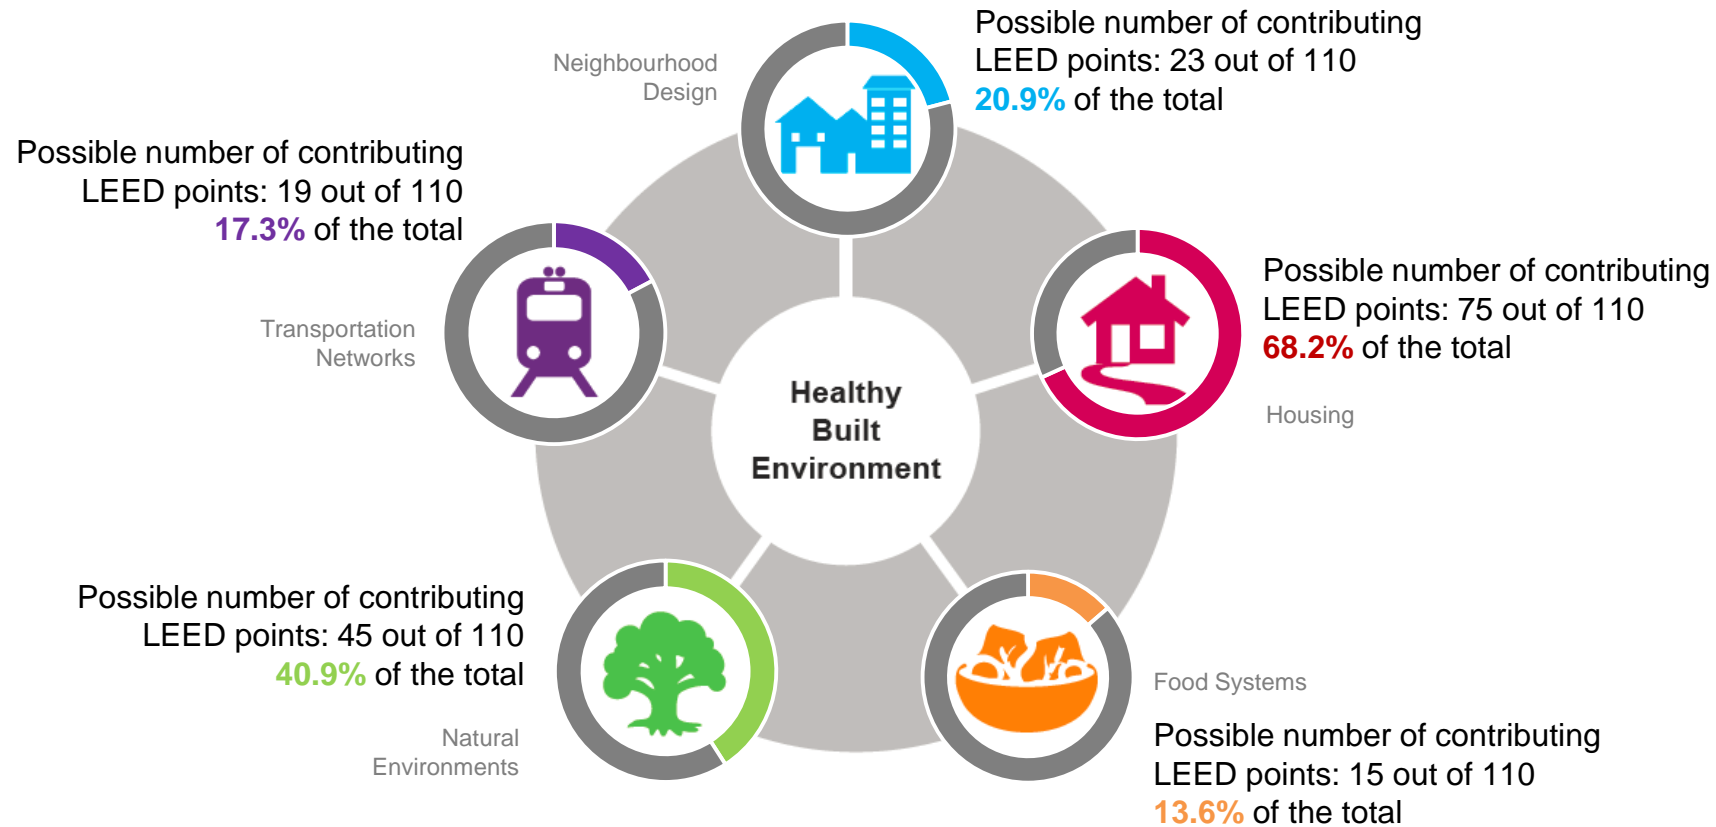 Neighbourhood
Design
Possible number of contributing
LEED points: 23 out of 110
20.9% of the total
Possible number of contributing
LEED points: 19 out of 110
17.3% of the total
Transportation
Networks
Possible number of contributing
LEED points: 75 out of 110
68.2% of the total
Housing
Healthy
Built
Environment
Possible number of contributing
LEED points: 45 out of 110
40.9% of the total
Natural
Environments
Food Systems
Possible number of contributing
LEED points: 15 out of 110
13.6% of the total